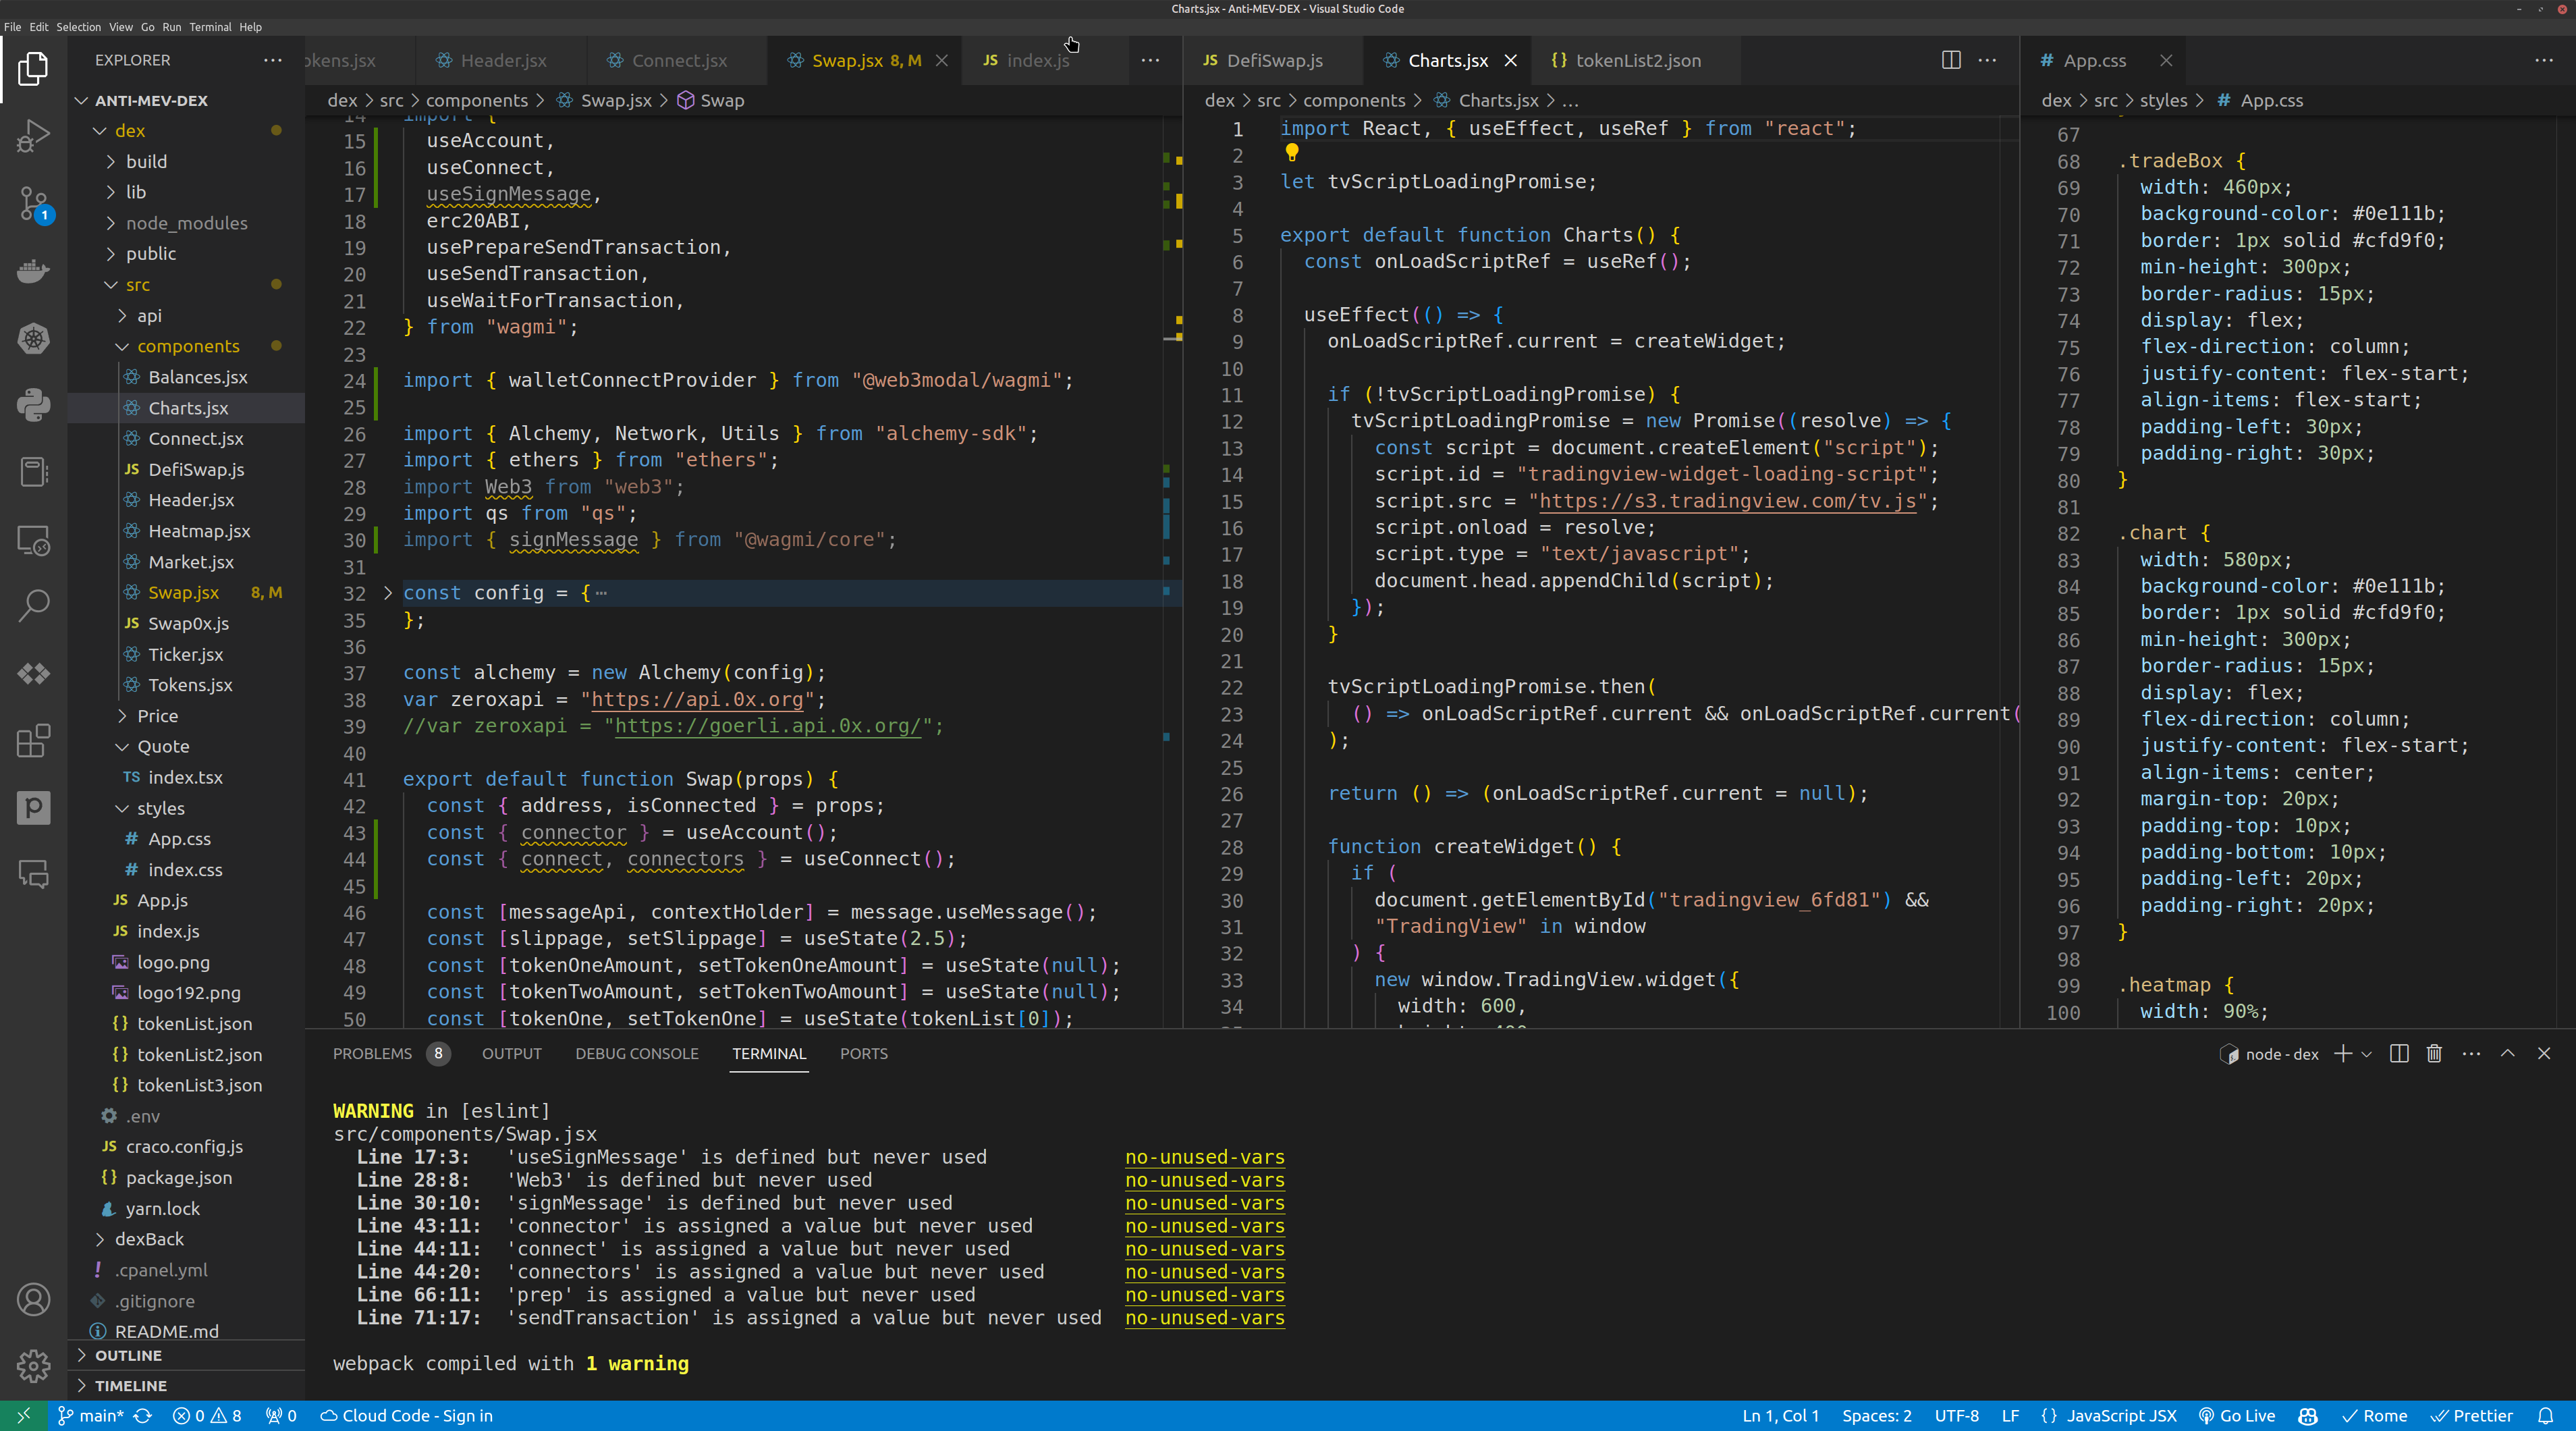 Charts.jsx - Anti-MEV-DEX - Visual Studio Code
File Edit Selection View Go Run Terminal Help
EXPLORER
ANTI-MEV-DEX
dex
build
lib
node_modules
public
src
api
components
Balances.jsx
Charts.jsx
Connect.jsx
JS DefiSwap.js
Header.jsx
Heatmap.jsx
Market.jsx
Swap.jsx 8, M
JS Swap0x.js
Ticker.jsx
Tokens.jsx
Price
Quote
TS index.tsx
styles
# App.css
# index.css
JS App.js
JS index.js
logo.png
logo192.png
{} tokenList.json
{} tokenList2.json
{} tokenList3.json
.env
JS craco.config.js
{} package.json
yarn.lock
dexBack
! .cpanel.yml
.gitignore
README.md
OUTLINE
TIMELINE
1
okens.jsx Header.jsx Connect.jsx Swap.jsx 8, M JS index.js ...
dex > src > components > Swap.jsx > Swap
14 import {
15 useAccount,
16 useConnect,
17 useSignMessage,
18 erc20ABI,
19 usePrepareSendTransaction,
20 useSendTransaction,
21 useWaitForTransaction,
22 } from "wagmi";
23
24 import { walletConnectProvider } from "@web3modal/wagmi";
25
26 import { Alchemy, Network, Utils } from "alchemy-sdk";
27 import { ethers } from "ethers";
28 import Web3 from "web3";
29 import qs from "qs";
30 import { signMessage } from "@wagmi/core";
31
32 const config = {...
35 };
36
37 const alchemy = new Alchemy(config);
38 var zeroxapi = "https://api.0x.org";
39 //var zeroxapi = "https://goerli.api.0x.org/";
40
41 export default function Swap(props) {
42 const { address, isConnected } = props;
43 const { connector } = useAccount();
44 const { connect, connectors } = useConnect();
45
46 const [messageApi, contextHolder] = message.useMessage();
47 const [slippage, setSlippage] = useState(2.5);
48 const [tokenOneAmount, setTokenOneAmount] = useState(null);
49 const [tokenTwoAmount, setTokenTwoAmount] = useState(null);
50 const [tokenOne, setTokenOne] = useState(tokenList[0]);
JS DefiSwap.js Charts.jsx {} tokenList2.json ...
dex > src > components > Charts.jsx > ...
1 import React, { useEffect, useRef } from "react";
2
3 let tvScriptLoadingPromise;
4
5 export default function Charts() {
6 const onLoadScriptRef = useRef();
7
8 useEffect(() => {
9 onLoadScriptRef.current = createWidget;
10
11 if (!tvScriptLoadingPromise) {
12 tvScriptLoadingPromise = new Promise((resolve) => {
13 const script = document.createElement("script");
14 script.id = "tradingview-widget-loading-script";
15 script.src = "https://s3.tradingview.com/tv.js";
16 script.onload = resolve;
17 script.type = "text/javascript";
18 document.head.appendChild(script);
19 });
20 }
21
22 tvScriptLoadingPromise.then(
23 () => onLoadScriptRef.current && onLoadScriptRef.current(
24 );
25
26 return () => (onLoadScriptRef.current = null);
27
28 function createWidget() {
29 if (
30 document.getElementById("tradingview_6fd81") &&
31 "TradingView" in window
32 ) {
33 new window.TradingView.widget({
34 width: 600,
# App.css ...
dex > src > styles > # App.css
67
68 .tradeBox {
69 width: 460px;
70 background-color: #0e111b;
71 border: 1px solid #cfd9f0;
72 min-height: 300px;
73 border-radius: 15px;
74 display: flex;
75 flex-direction: column;
76 justify-content: flex-start;
77 align-items: flex-start;
78 padding-left: 30px;
79 padding-right: 30px;
80 }
81
82 .chart {
83 width: 580px;
84 background-color: #0e111b;
85 border: 1px solid #cfd9f0;
86 min-height: 300px;
87 border-radius: 15px;
88 display: flex;
89 flex-direction: column;
90 justify-content: flex-start;
91 align-items: center;
92 margin-top: 20px;
93 padding-top: 10px;
94 padding-bottom: 10px;
95 padding-left: 20px;
96 padding-right: 20px;
97 }
98
99 .heatmap {
100 width: 90%;
PROBLEMS 8 OUTPUT DEBUG CONSOLE TERMINAL PORTS
node - dex
WARNING in [eslint]
src/components/Swap.jsx
Line 17:3: 'useSignMessage' is defined but never used no-unused-vars
Line 28:8: 'Web3' is defined but never used no-unused-vars
Line 30:10: 'signMessage' is defined but never used no-unused-vars
Line 43:11: 'connector' is assigned a value but never used no-unused-vars
Line 44:11: 'connect' is assigned a value but never used no-unused-vars
Line 44:20: 'connectors' is assigned a value but never used no-unused-vars
Line 66:11: 'prep' is assigned a value but never used no-unused-vars
Line 71:17: 'sendTransaction' is assigned a value but never used no-unused-vars
webpack compiled with 1 warning
main* 0 8 0 Cloud Code - Sign in
Ln 1, Col 1 Spaces: 2 UTF-8 LF {} JavaScript JSX Go Live Rome Prettier